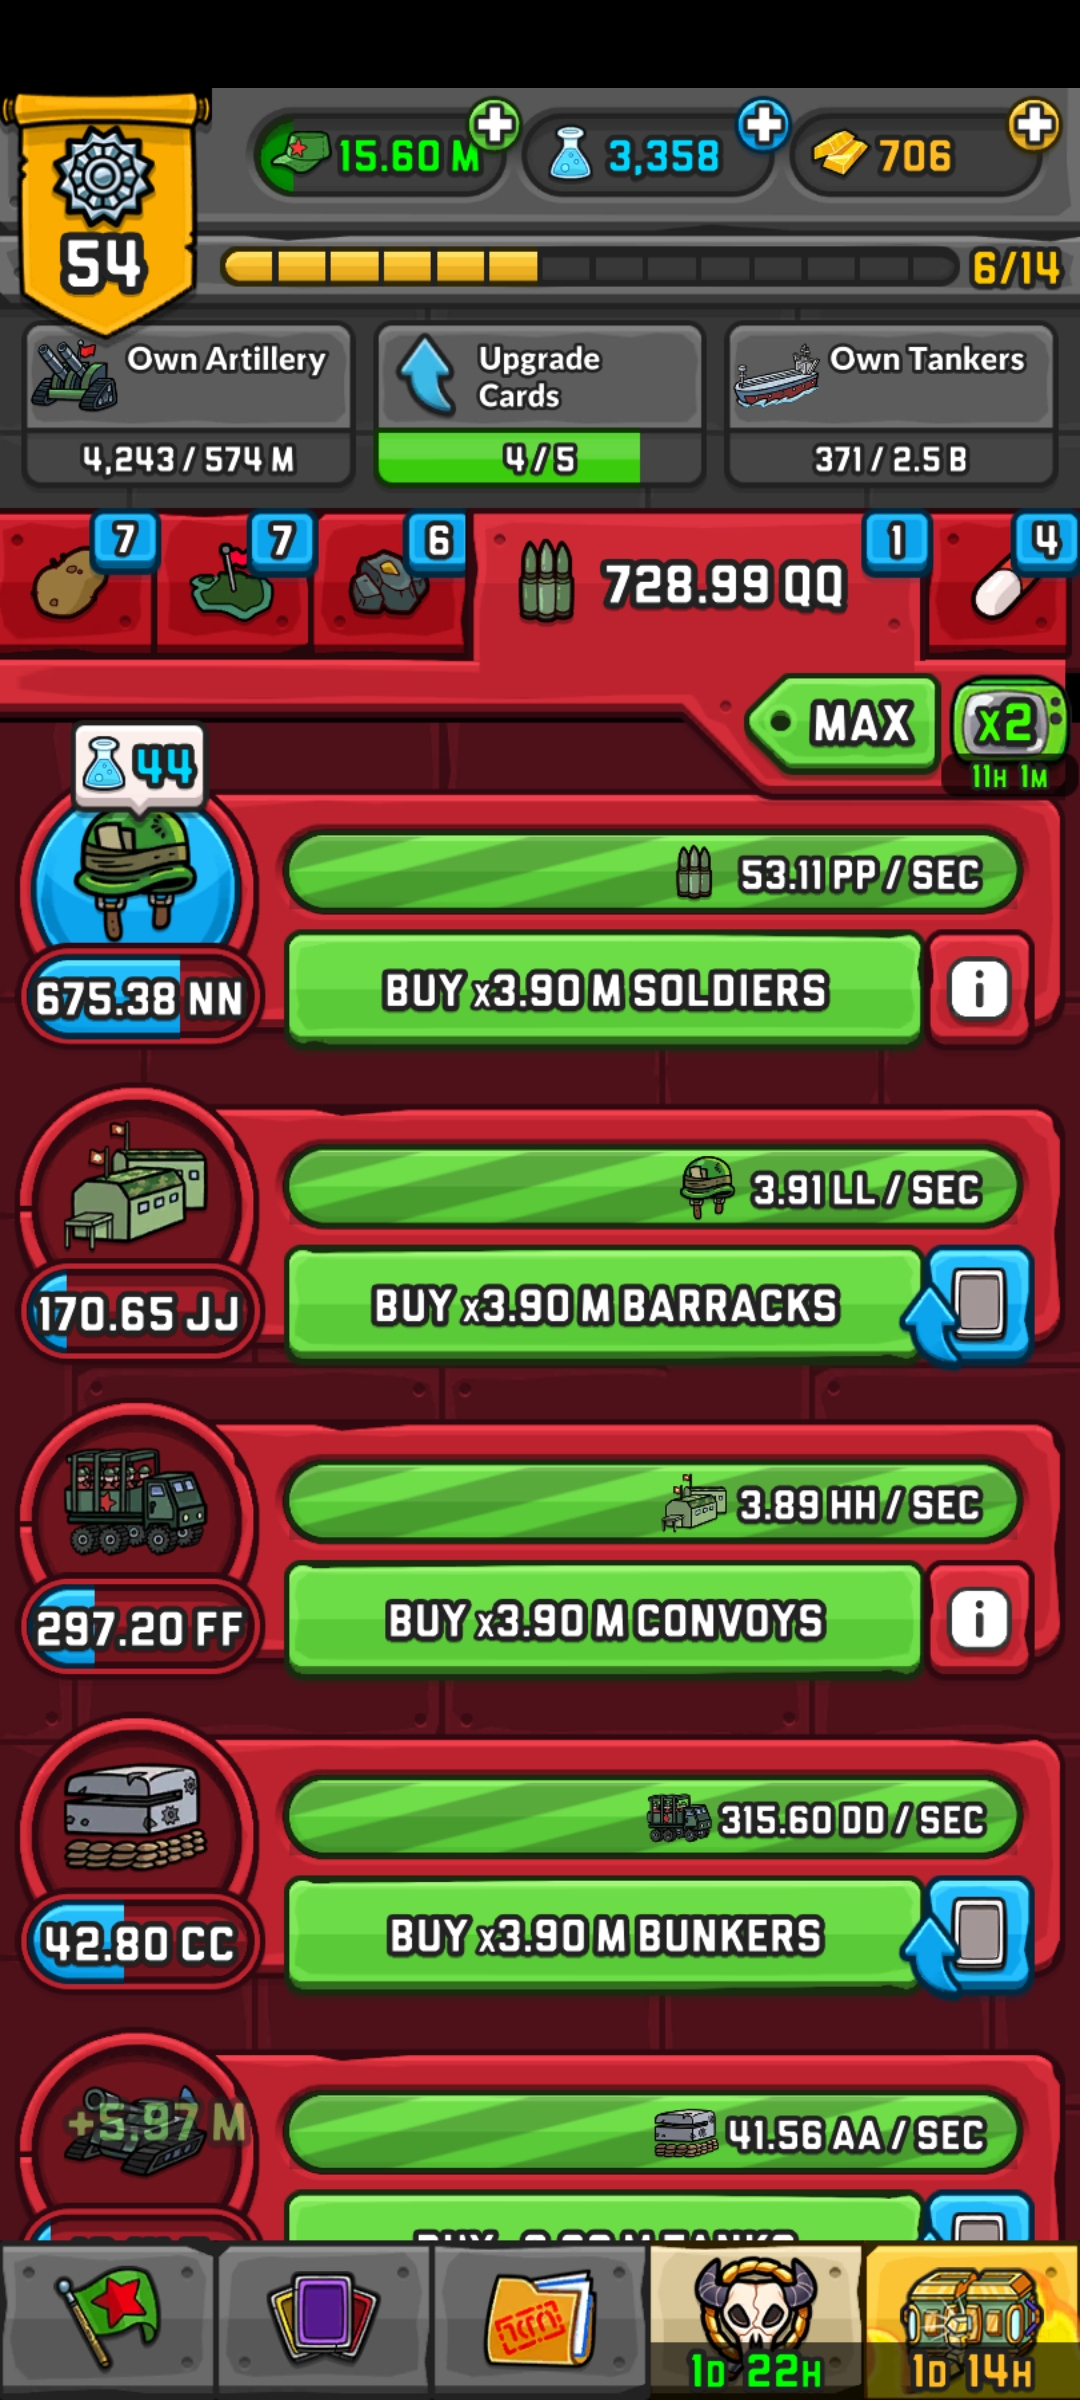 15.60 M
3,358
706
54
6/14
Own Artillery
4,243 / 574 M
Upgrade
Cards
4 / 5
Own Tankers
371 / 2.5 B
7
7
6
728.99 QQ
1
4
MAX
x2
11H 1M
44
53.11 PP / SEC
675.38 NN
BUY x3.90 M SOLDIERS
i
3.91 LL / SEC
170.65 JJ
BUY x3.90 M BARRACKS
3.89 HH / SEC
297.20 FF
BUY x3.90 M CONVOYS
i
315.60 DD / SEC
42.80 CC
BUY x3.90 M BUNKERS
+5.97 M
41.56 AA / SEC
1D 22H
1D 14H